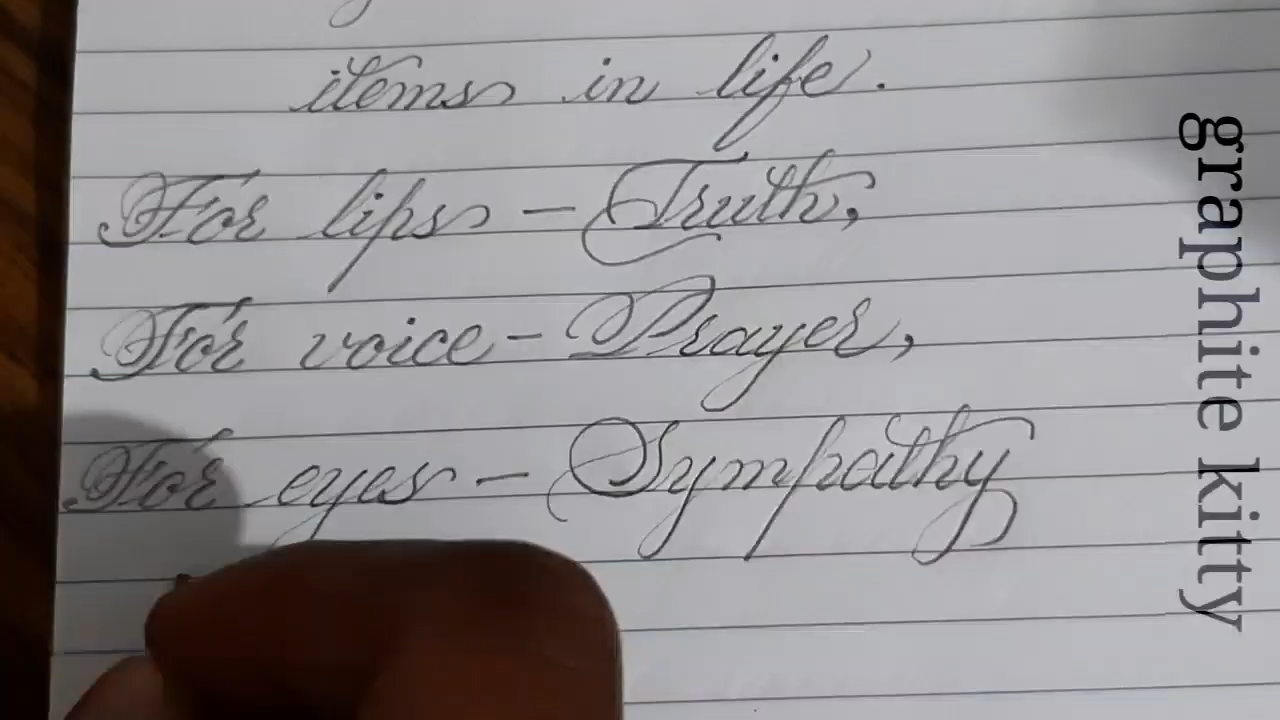 items in life.
For lips - Truth,
For voice - Prayer,
For eyes - Sympathy
graphite kitty